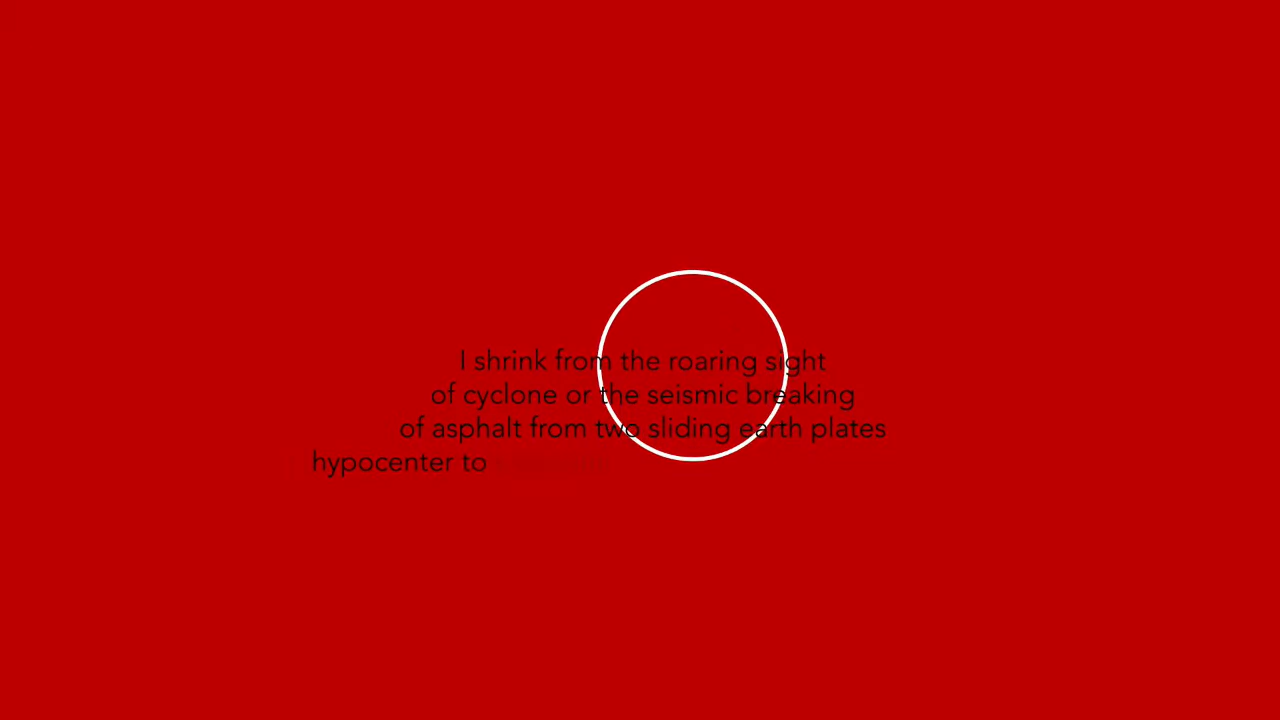 I shrink from the roaring sight
of cyclone or the seismic breaking
of asphalt from two sliding earth plates
hypocenter to